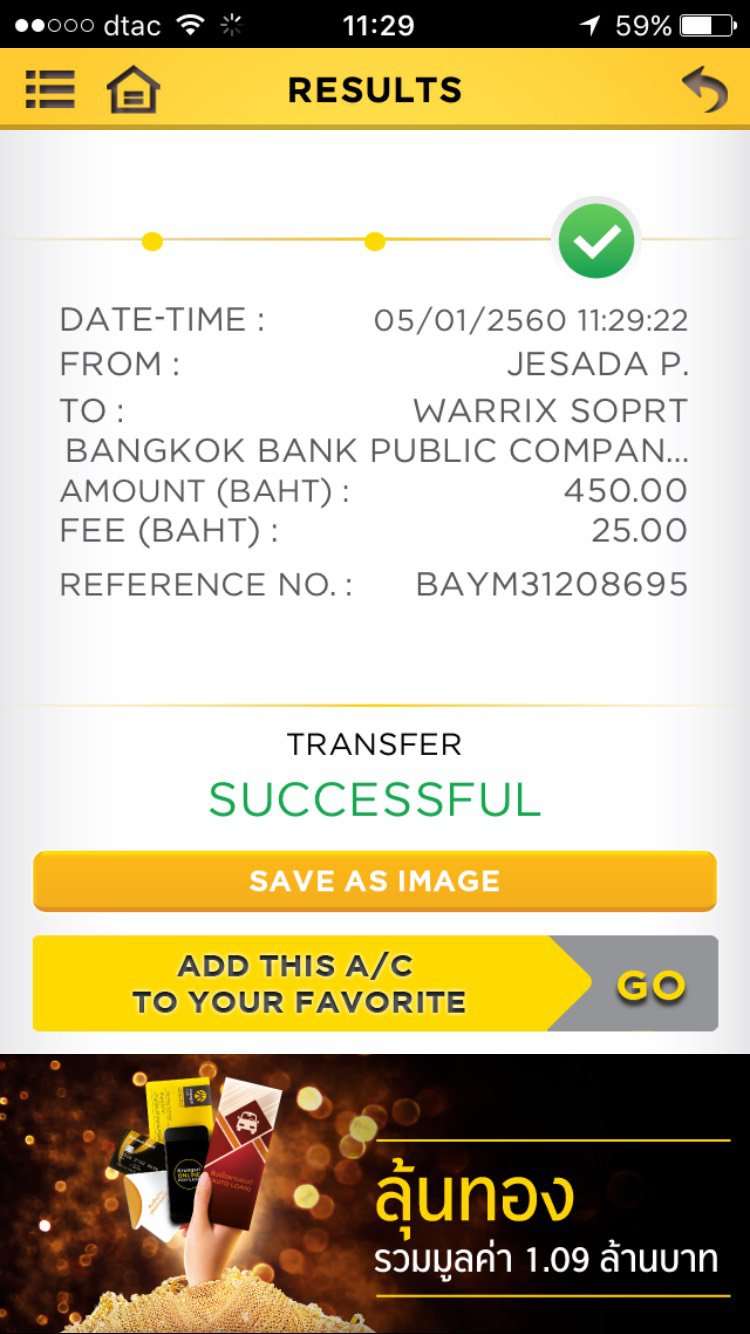 dtac 11:29 59%
RESULTS
DATE-TIME : 05/01/2560 11:29:22
FROM : JESADA P.
TO : WARRIX SOPRT
BANGKOK BANK PUBLIC COMPAN...
AMOUNT (BAHT) : 450.00
FEE (BAHT) : 25.00
REFERENCE NO. : BAYM31208695
TRANSFER
SUCCESSFUL
SAVE AS IMAGE
ADD THIS A/C
TO YOUR FAVORITE
GO
ลุ้นทอง
รวมมูลค่า 1.09 ล้านบาท